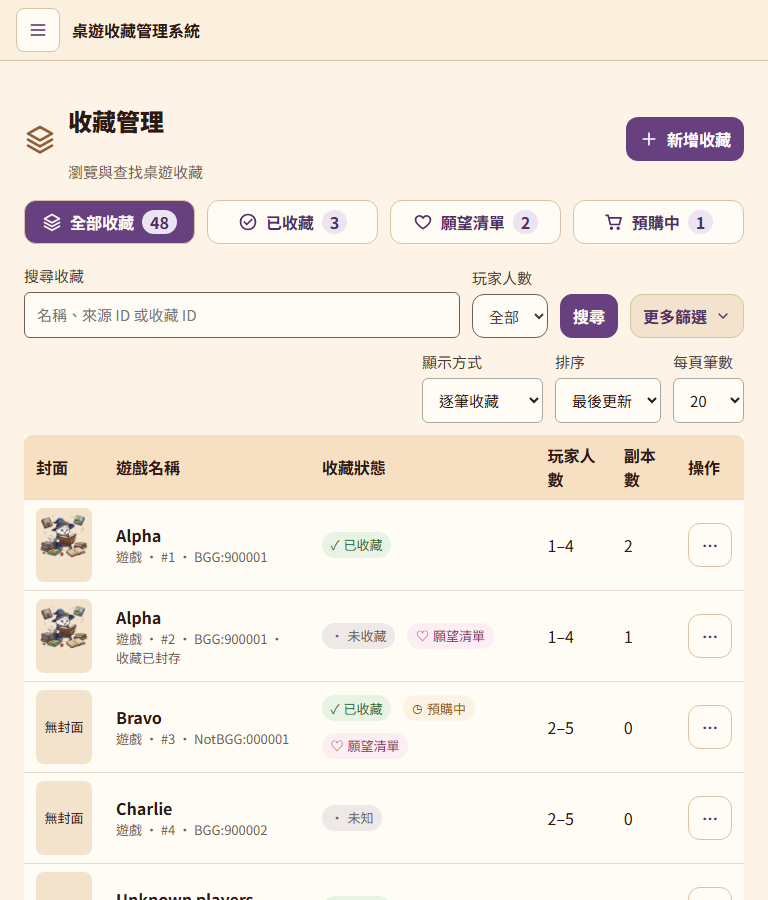 桌遊收藏管理系統
收藏管理
瀏覽與查找桌遊收藏
新增收藏
全部收藏 48
已收藏 3
願望清單 2
預購中 1
搜尋收藏
名稱、來源 ID 或收藏 ID
玩家人數
全部
搜尋
更多篩選
顯示方式
逐筆收藏
排序
最後更新
每頁筆數
20
封面 遊戲名稱 收藏狀態 玩家人數 副本數 操作
Alpha
遊戲 · #1 · BGG:900001
✓ 已收藏
1–4
2
···
Alpha
遊戲 · #2 · BGG:900001 ·
收藏已封存
· 未收藏
♡ 願望清單
1–4
1
···
無封面
Bravo
遊戲 · #3 · NotBGG:000001
✓ 已收藏
◷ 預購中
♡ 願望清單
2–5
0
···
無封面
Charlie
遊戲 · #4 · BGG:900002
· 未知
2–5
0
···
Unknown players